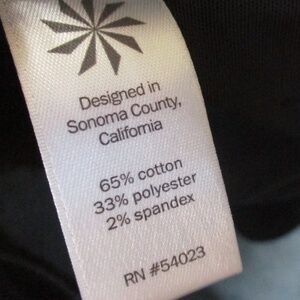 Designed in
Sonoma County,
California
65% cotton
33% polyester
2% spandex
RN #54023